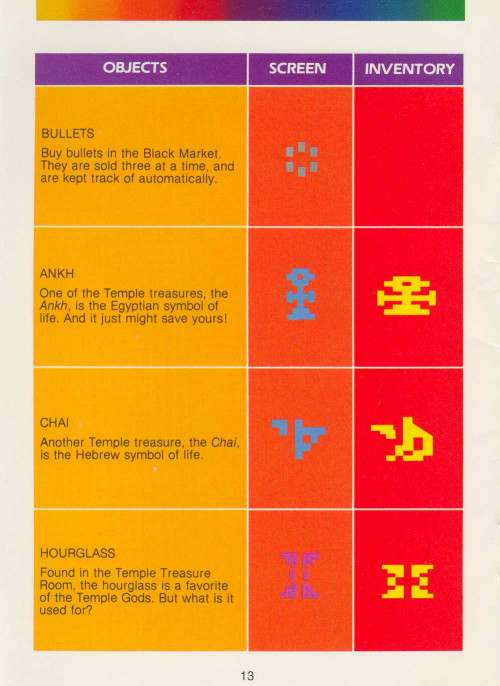 OBJECTS SCREEN INVENTORY
BULLETS
Buy bullets in the Black Market.
They are sold three at a time, and
are kept track of automatically.
ANKH
One of the Temple treasures, the
Ankh, is the Egyptian symbol of
life. And it just might save yours!
CHAI
Another Temple treasure, the Chai,
is the Hebrew symbol of life.
HOURGLASS
Found in the Temple Treasure
Room, the hourglass is a favorite
of the Temple Gods. But what is it
used for?
13